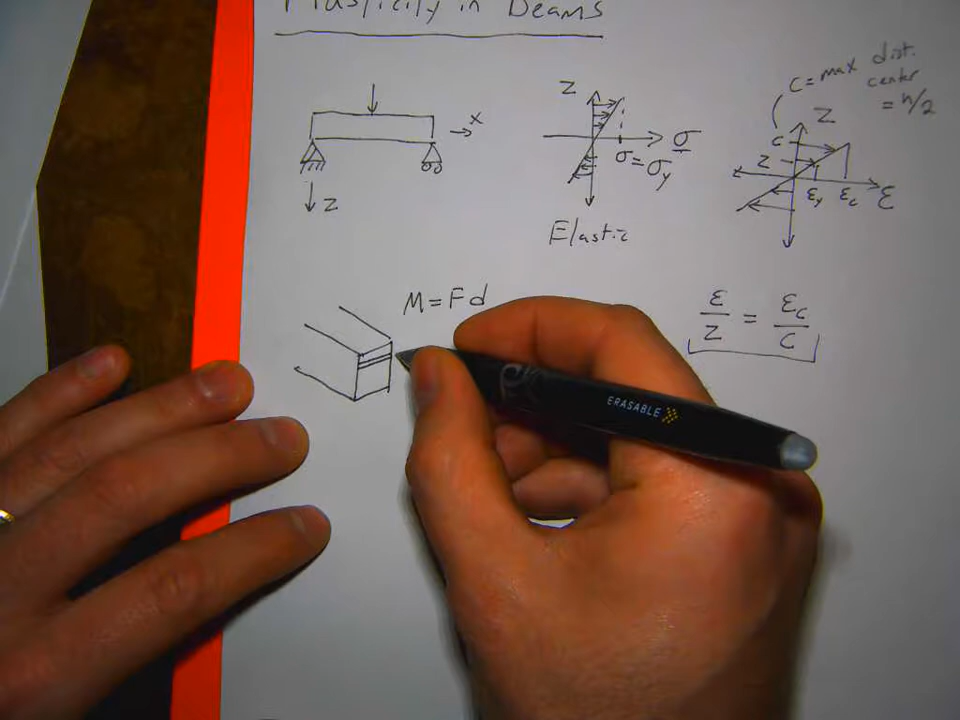 Plasticity in Beams
x
z
z
σ
σ = σy
Elastic
c = max dist.
center
= h/2
z
c
z
εy
εc
ε
M = Fd
ε/z = εc/c
ERASABLE